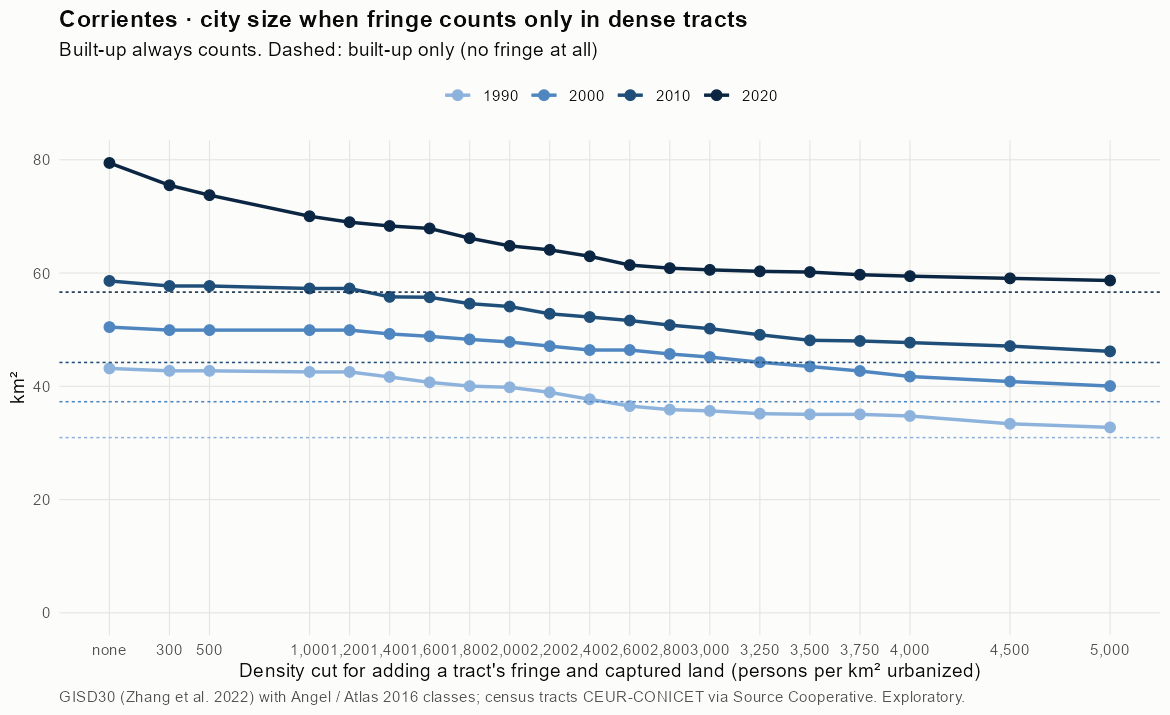 Corrientes · city size when fringe counts only in dense tracts
Built-up always counts. Dashed: built-up only (no fringe at all)
1990 2000 2010 2020
80
60
40
20
0
km²
none 300 500 1,000 1,200 1,400 1,600 1,800 2,000 2,200 2,400 2,600 2,800 3,000 3,250 3,500 3,750 4,000 4,500 5,000
Density cut for adding a tract's fringe and captured land (persons per km² urbanized)
GISD30 (Zhang et al. 2022) with Angel / Atlas 2016 classes; census tracts CEUR-CONICET via Source Cooperative. Exploratory.